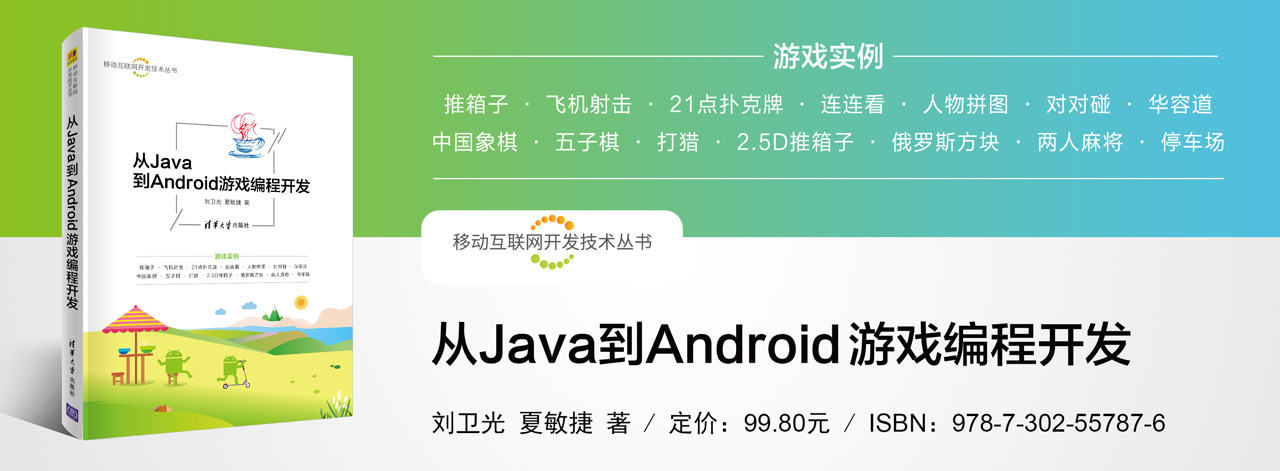 移动互联网开发技术丛书
从Java到Android游戏编程开发
清华大学出版社
移动互联网开发技术丛书
从Java
到Android游戏编程开发
刘卫光 夏敏捷 著
清华大学出版社
游戏实例
推箱子 · 飞机射击 · 21点扑克牌 · 连连看 · 人物拼图 · 对对碰 · 华容道
中国象棋 · 五子棋 · 打猎 · 2.5D推箱子 · 俄罗斯方块 · 两人麻将 · 停车场
游戏实例
推箱子 · 飞机射击 · 21点扑克牌 · 连连看 · 人物拼图 · 对对碰 · 华容道
中国象棋 · 五子棋 · 打猎 · 2.5D推箱子 · 俄罗斯方块 · 两人麻将 · 停车场
移动互联网开发技术丛书
从Java到Android游戏编程开发
刘卫光 夏敏捷 著 / 定价：99.80元 / ISBN：978-7-302-55787-6